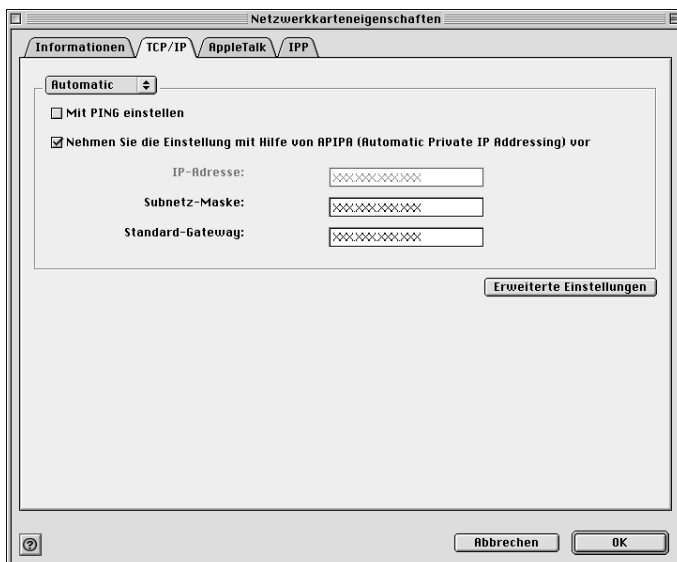 Netzwerkkarteneigenschaften
Informationen TCP/IP AppleTalk IPP
Automatic
Mit PING einstellen
Nehmen Sie die Einstellung mit Hilfe von APIPA (Automatic Private IP Addressing) vor
IP-Adresse: XXX.XXX.XXX.XXX
Subnetz-Maske: XXX.XXX.XXX.XXX
Standard-Gateway: XXX.XXX.XXX.XXX
Erweiterte Einstellungen
? Abbrechen OK